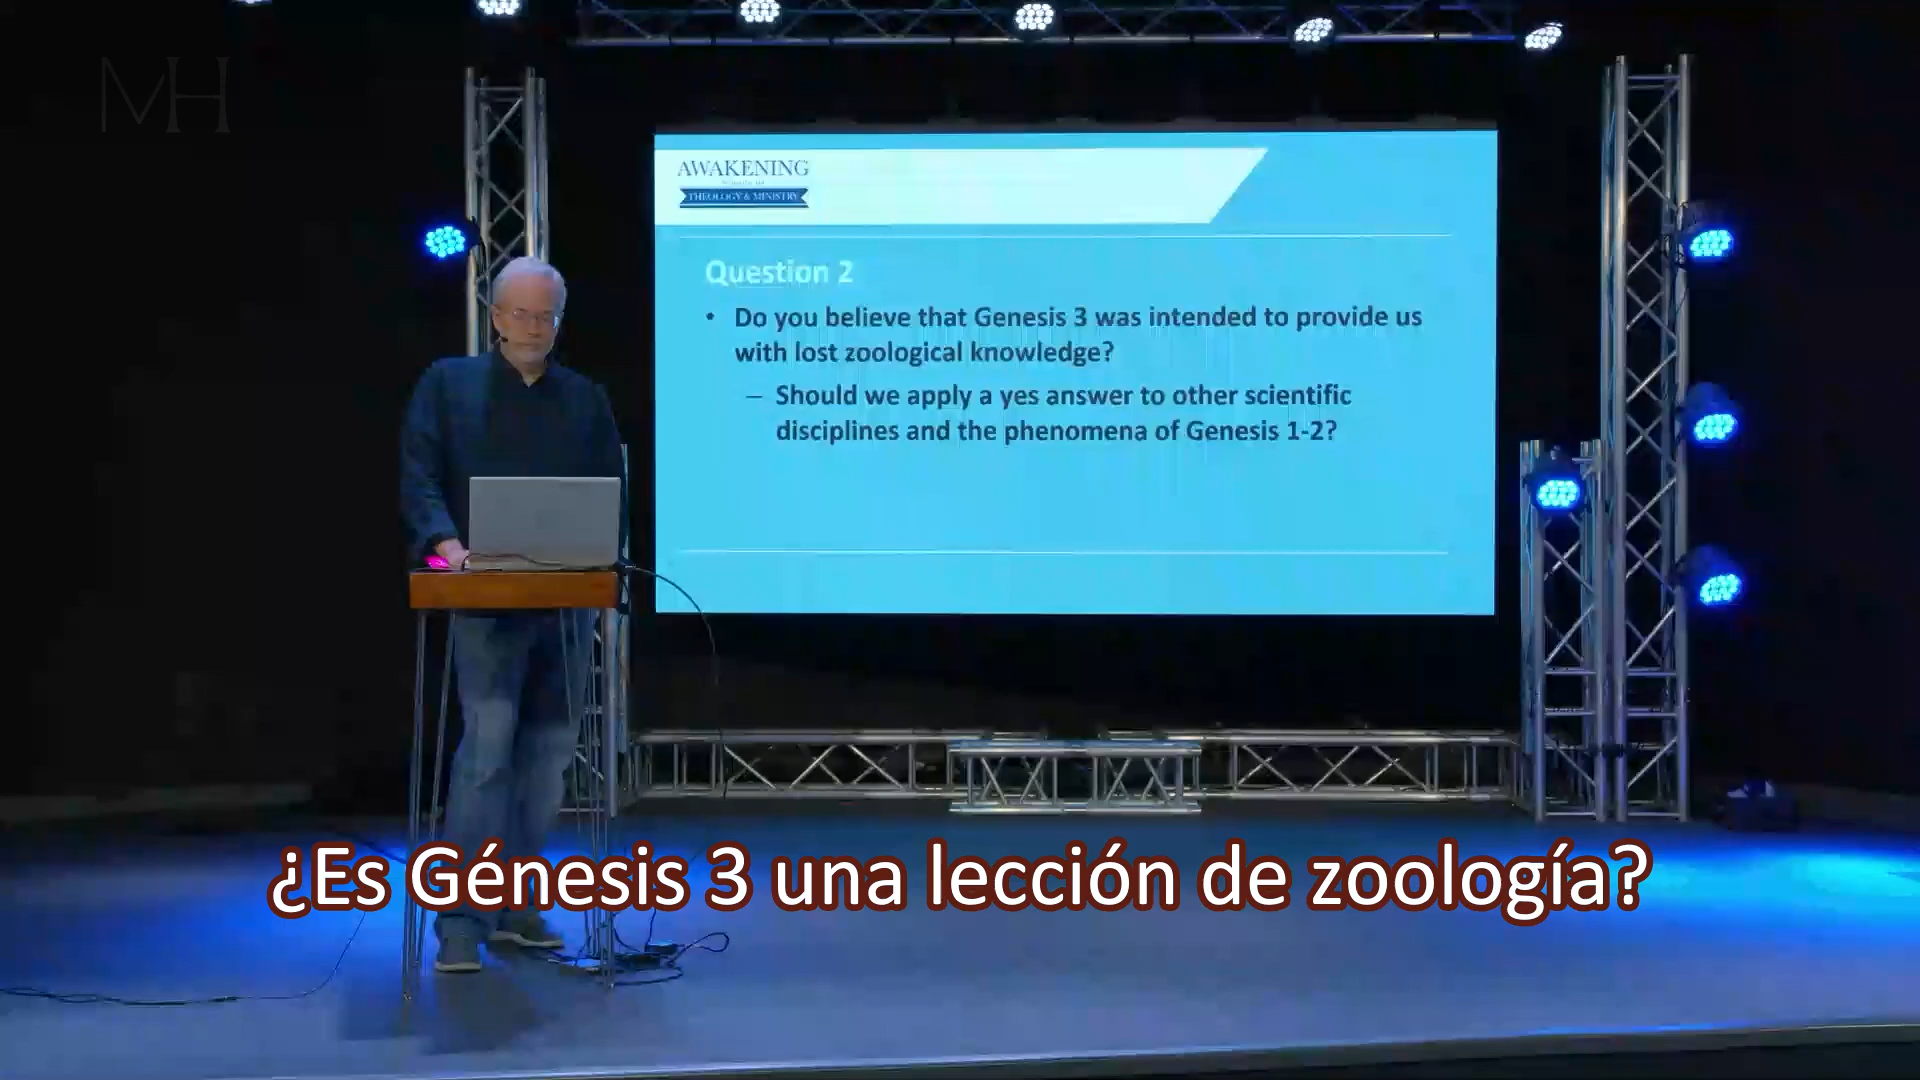 MH
AWAKENING
THEOLOGY & MINISTRY
Question 2
• Do you believe that Genesis 3 was intended to provide us
with lost zoological knowledge?
– Should we apply a yes answer to other scientific
disciplines and the phenomena of Genesis 1-2?
¿Es Génesis 3 una lección de zoología?